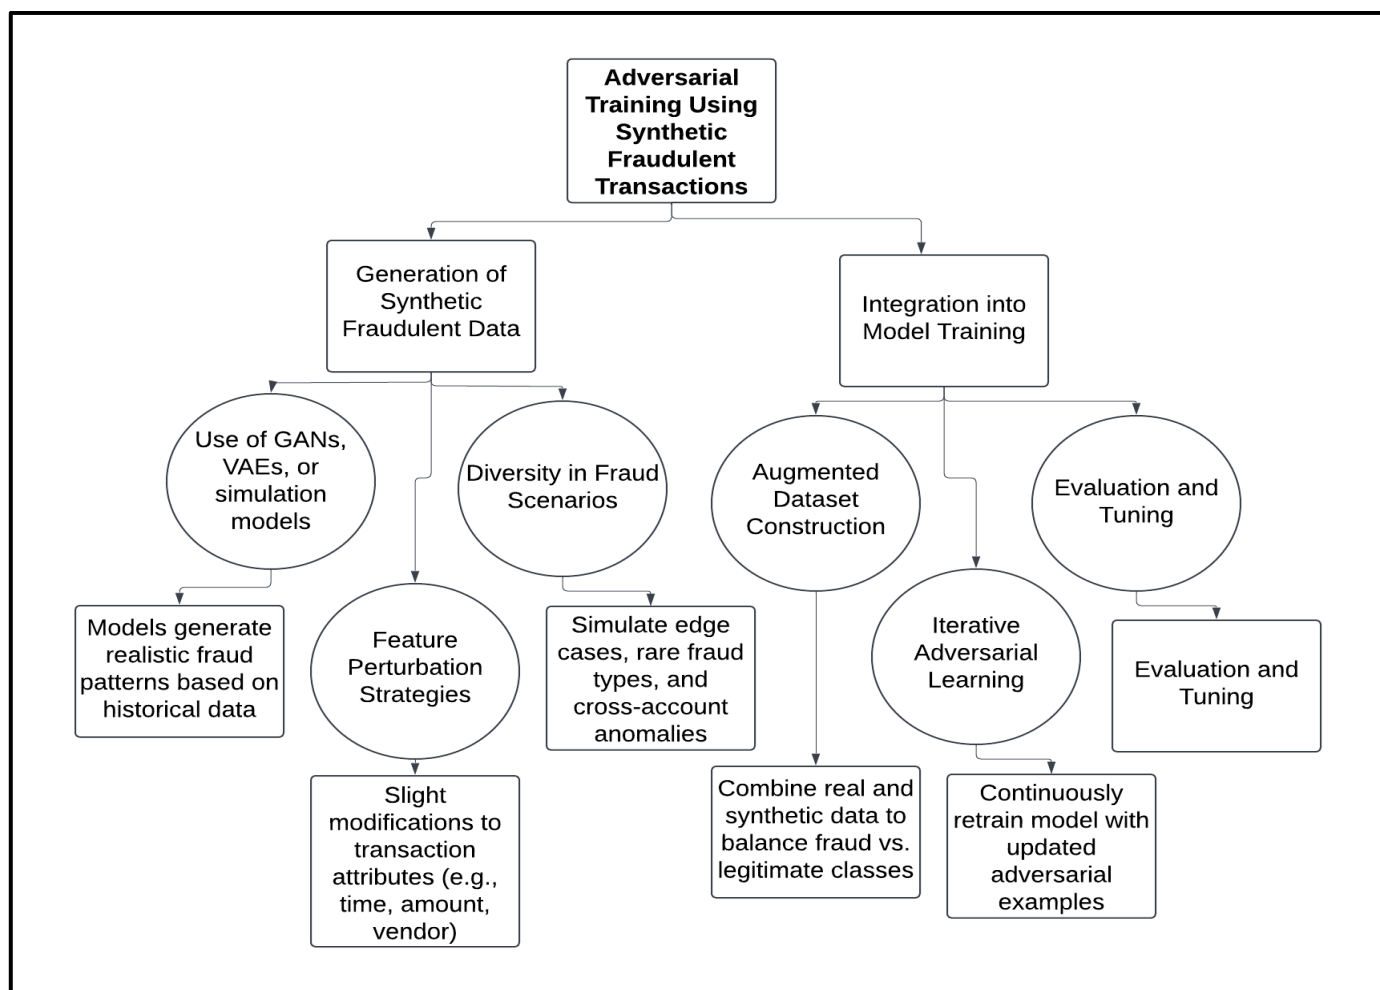 Adversarial
Training Using
Synthetic
Fraudulent
Transactions
Generation of
Synthetic
Fraudulent Data
Integration into
Model Training
Use of GANs,
VAEs, or
simulation
models
Diversity in Fraud
Scenarios
Augmented
Dataset
Construction
Evaluation and
Tuning
Models generate
realistic fraud
patterns based on
historical data
Feature
Perturbation
Strategies
Simulate edge
cases, rare fraud
types, and
cross-account
anomalies
Iterative
Adversarial
Learning
Evaluation and
Tuning
Slight
modifications to
transaction
attributes (e.g.,
time, amount,
vendor)
Combine real and
synthetic data to
balance fraud vs.
legitimate classes
Continuously
retrain model with
updated
adversarial
examples